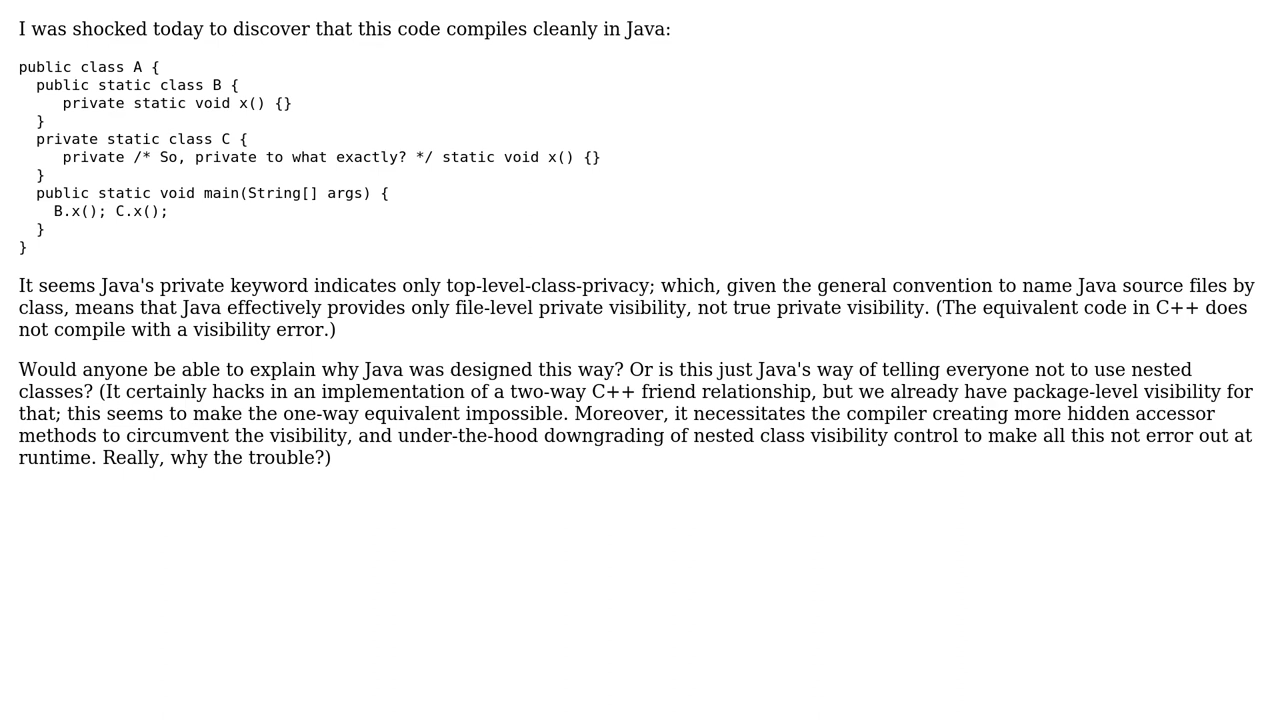 I was shocked today to discover that this code compiles cleanly in Java:
public class A {
  public static class B {
     private static void x() {}
  }
  private static class C {
     private /* So, private to what exactly? */ static void x() {}
  }
  public static void main(String[] args) {
    B.x(); C.x();
  }
}
It seems Java's private keyword indicates only top-level-class-privacy; which, given the general convention to name Java source files by
class, means that Java effectively provides only file-level private visibility, not true private visibility. (The equivalent code in C++ does
not compile with a visibility error.)
Would anyone be able to explain why Java was designed this way? Or is this just Java's way of telling everyone not to use nested
classes? (It certainly hacks in an implementation of a two-way C++ friend relationship, but we already have package-level visibility for
that; this seems to make the one-way equivalent impossible. Moreover, it necessitates the compiler creating more hidden accessor
methods to circumvent the visibility, and under-the-hood downgrading of nested class visibility control to make all this not error out at
runtime. Really, why the trouble?)